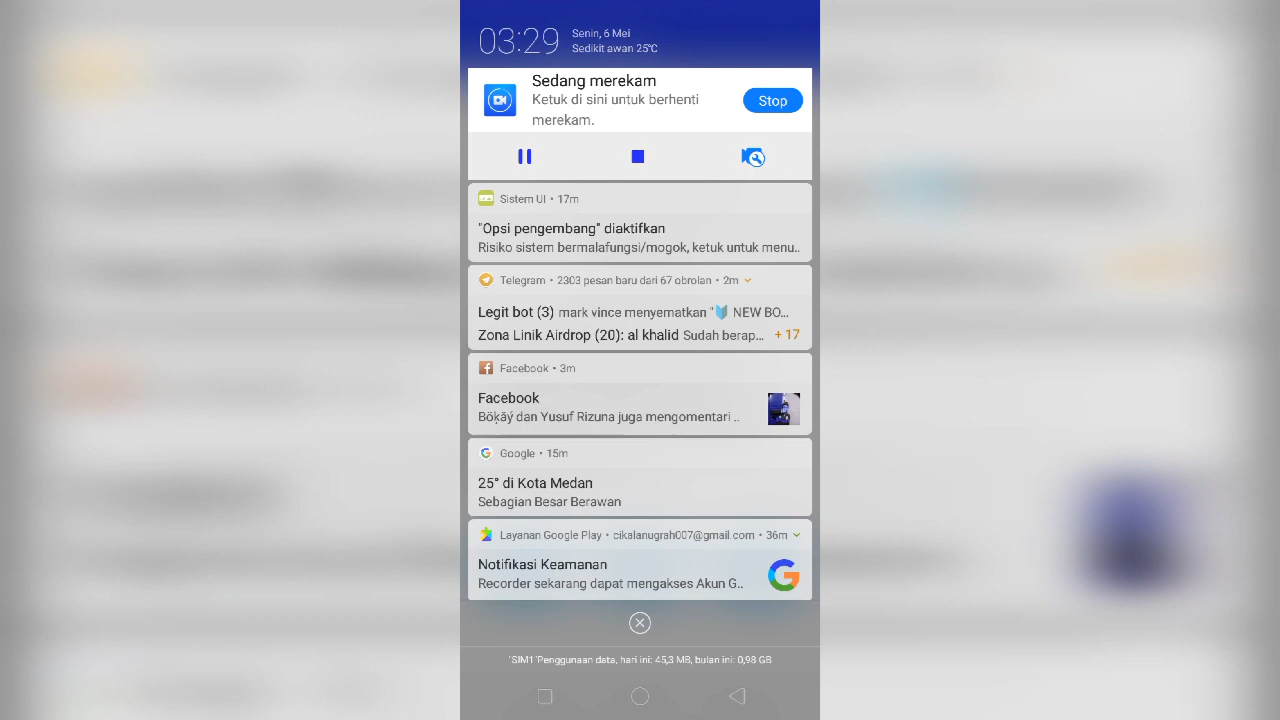 03:29
Senin, 6 Mei
Sedikit awan 25°C
Sedang merekam
Ketuk di sini untuk berhenti
merekam.
Stop
Sistem UI • 17m
"Opsi pengembang" diaktifkan
Risiko sistem bermalafungsi/mogok, ketuk untuk menu..
Telegram • 2303 pesan baru dari 67 obrolan • 2m
Legit bot (3) mark vince menyematkan "🔰 NEW BO...
Zona Linik Airdrop (20): al khalid Sudah berap... +17
Facebook • 3m
Facebook
Bŏķăŷ dan Yusuf Rizuna juga mengomentari ..
Google • 15m
25° di Kota Medan
Sebagian Besar Berawan
Layanan Google Play • cikalanugrah007@gmail.com • 36m
Notifikasi Keamanan
Recorder sekarang dapat mengakses Akun G..
"SIM1"Penggunaan data, hari ini: 45,3 MB, bulan ini: 0,98 GB